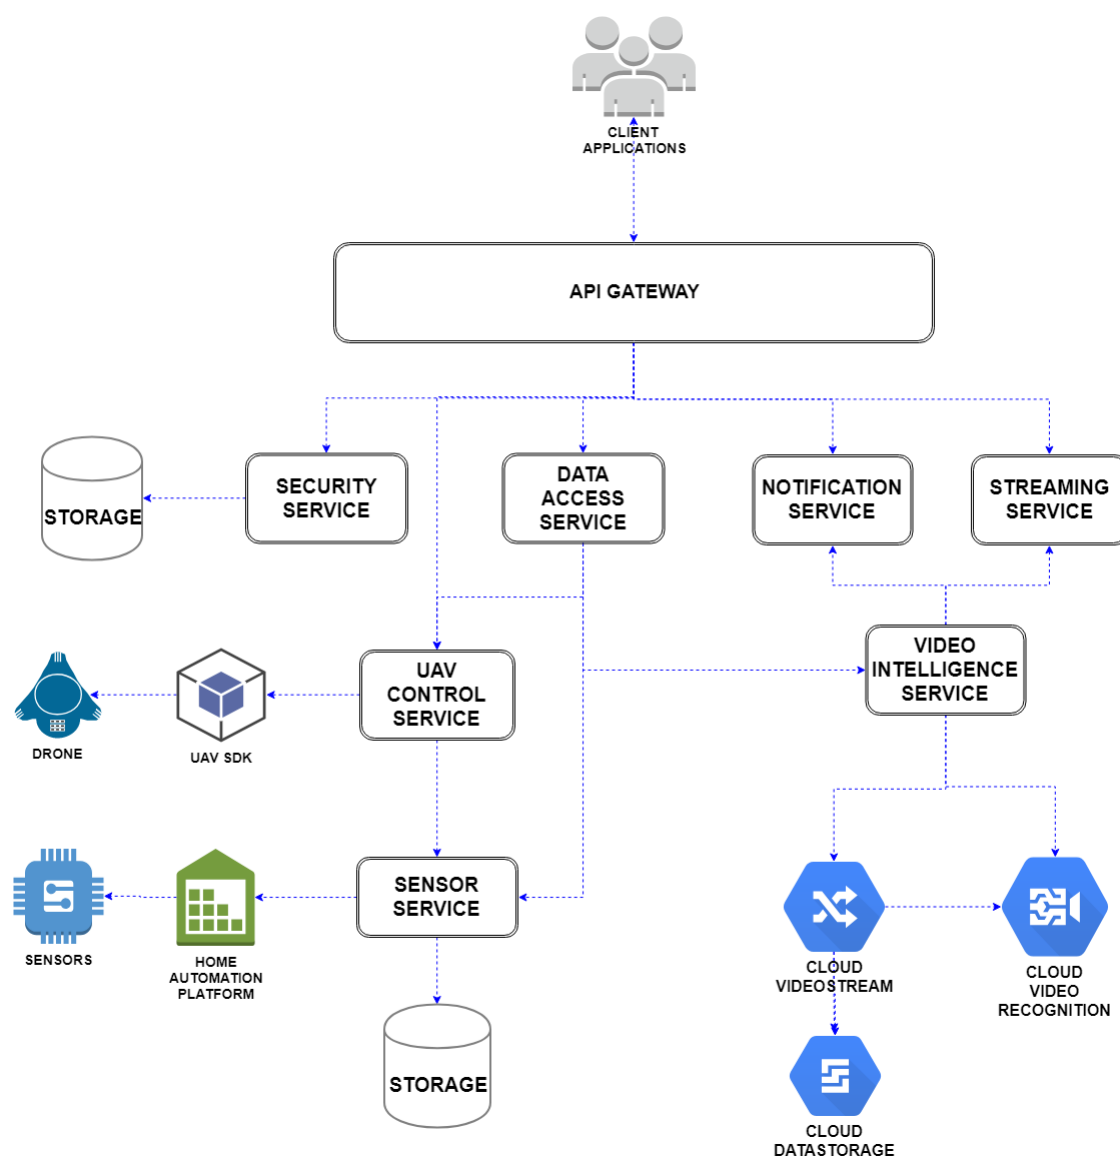 CLIENT
APPLICATIONS
API GATEWAY
STORAGE
SECURITY
SERVICE
DATA
ACCESS
SERVICE
NOTIFICATION
SERVICE
STREAMING
SERVICE
DRONE
UAV SDK
UAV
CONTROL
SERVICE
VIDEO
INTELLIGENCE
SERVICE
SENSORS
HOME
AUTOMATION
PLATFORM
SENSOR
SERVICE
CLOUD
VIDEOSTREAM
CLOUD
VIDEO
RECOGNITION
STORAGE
CLOUD
DATASTORAGE